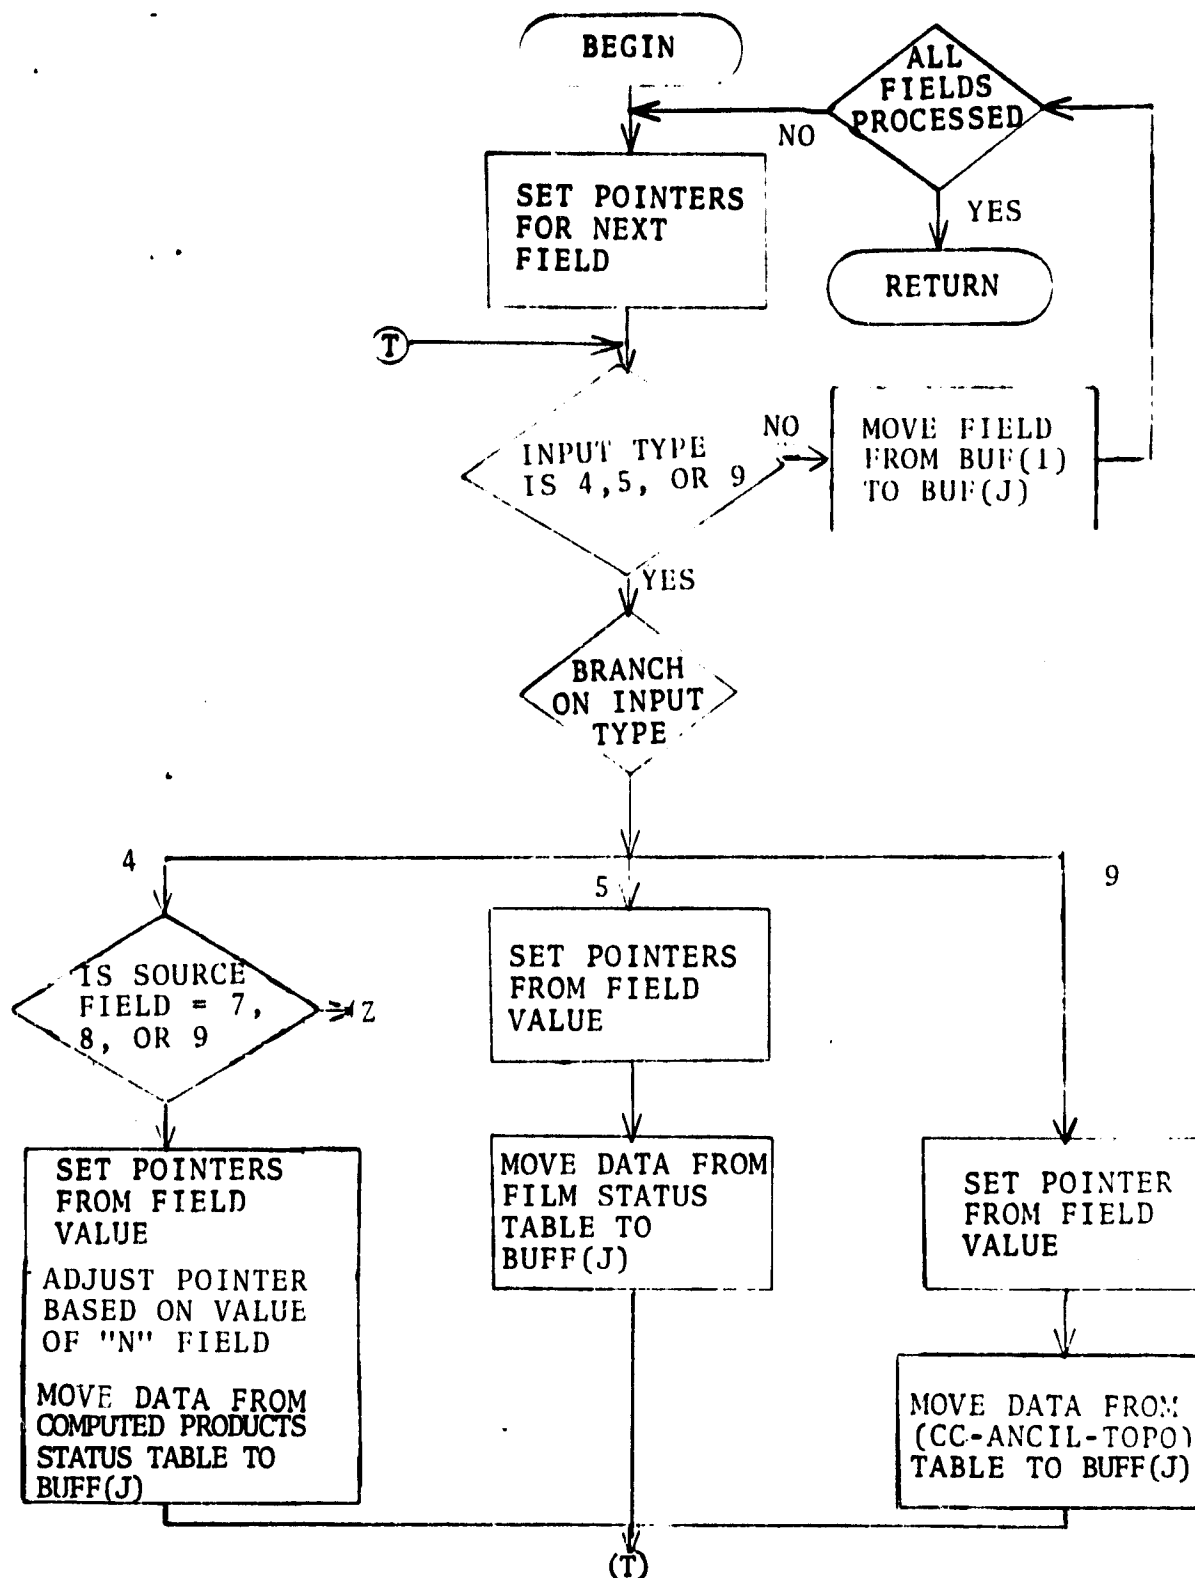 BEGIN
ALL
FIELDS
PROCESSED
NO
YES
SET POINTERS
FOR NEXT
FIELD
RETURN
T
INPUT TYPE
IS 4,5, OR 9
NO
MOVE FIELD
FROM BUF(1)
TO BUF(J)
YES
BRANCH
ON INPUT
TYPE
4
5
9
IS SOURCE
FIELD = 7,
8, OR 9
Z
SET POINTERS
FROM FIELD
VALUE
SET POINTERS
FROM FIELD
VALUE
ADJUST POINTER
BASED ON VALUE
OF "N" FIELD
MOVE DATA FROM
COMPUTED PRODUCTS
STATUS TABLE TO
BUFF(J)
MOVE DATA FROM
FILM STATUS
TABLE TO
BUFF(J)
SET POINTER
FROM FIELD
VALUE
MOVE DATA FROM
(CC-ANCIL-TOPO)
TABLE TO BUFF(J)
(T)